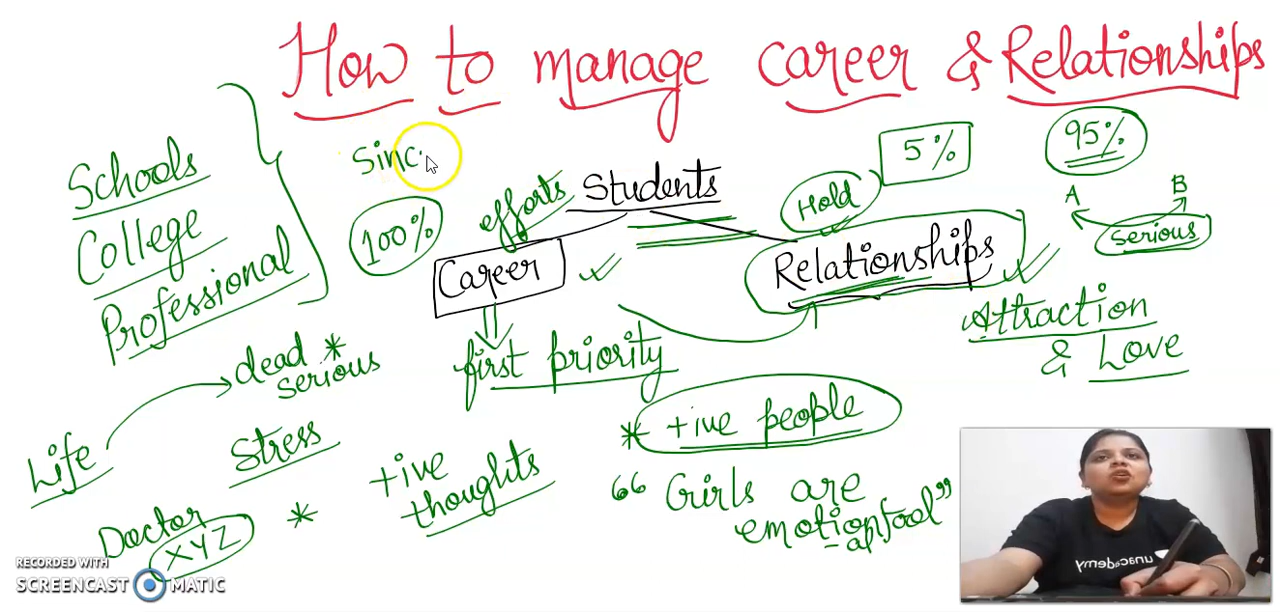 How to manage career & Relationships
Schools
College
Professional
sinc.
100%
efforts
Students
Hold
5%
95%
A
B
serious
Career
Relationships
first priority
Attraction
& Love
dead *
serious
Life
Stress
Doctor
XYZ
*
+ive
thoughts
* +ive people
“ Girls are
emotion fool”
-al
RECORDED WITH
SCREENCAST MATIC
unacademy